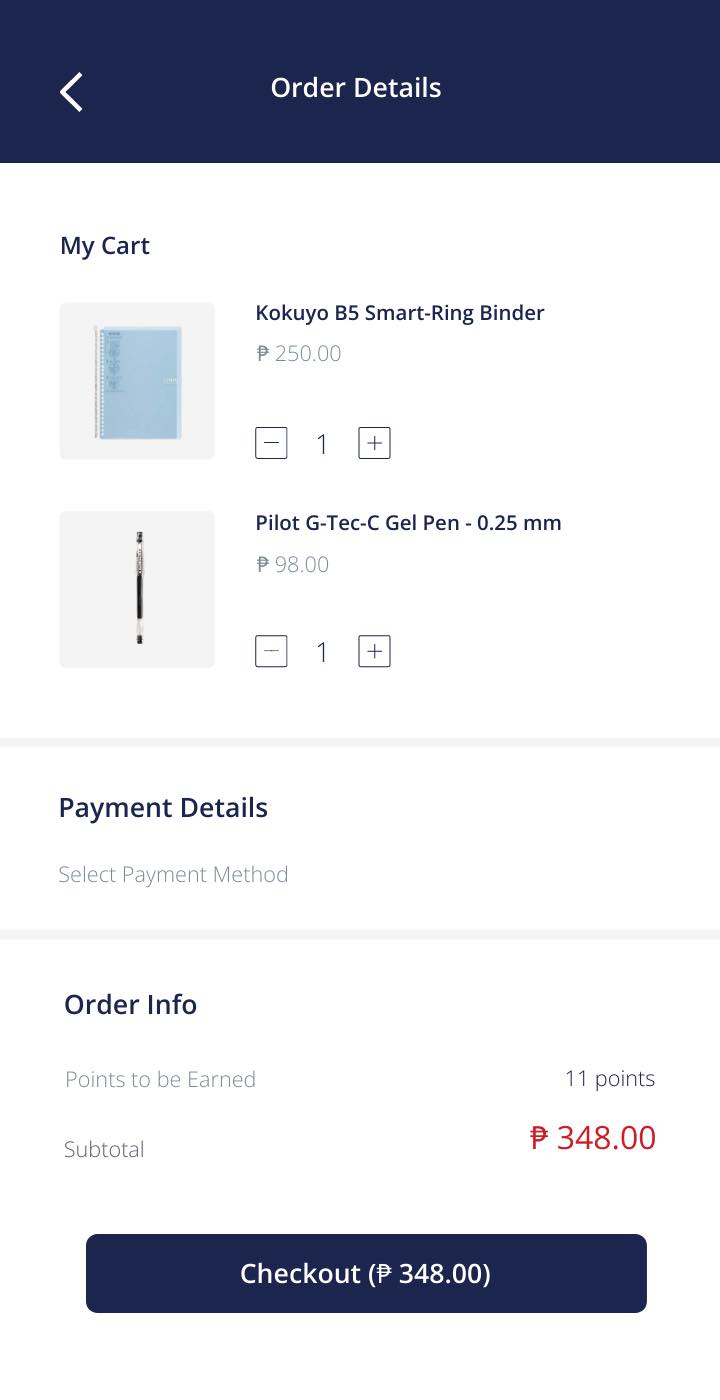 Order Details
My Cart
Kokuyo B5 Smart-Ring Binder
₱ 250.00
1
Pilot G-Tec-C Gel Pen - 0.25 mm
₱ 98.00
1
Payment Details
Select Payment Method
Order Info
Points to be Earned 11 points
Subtotal ₱ 348.00
Checkout (₱ 348.00)